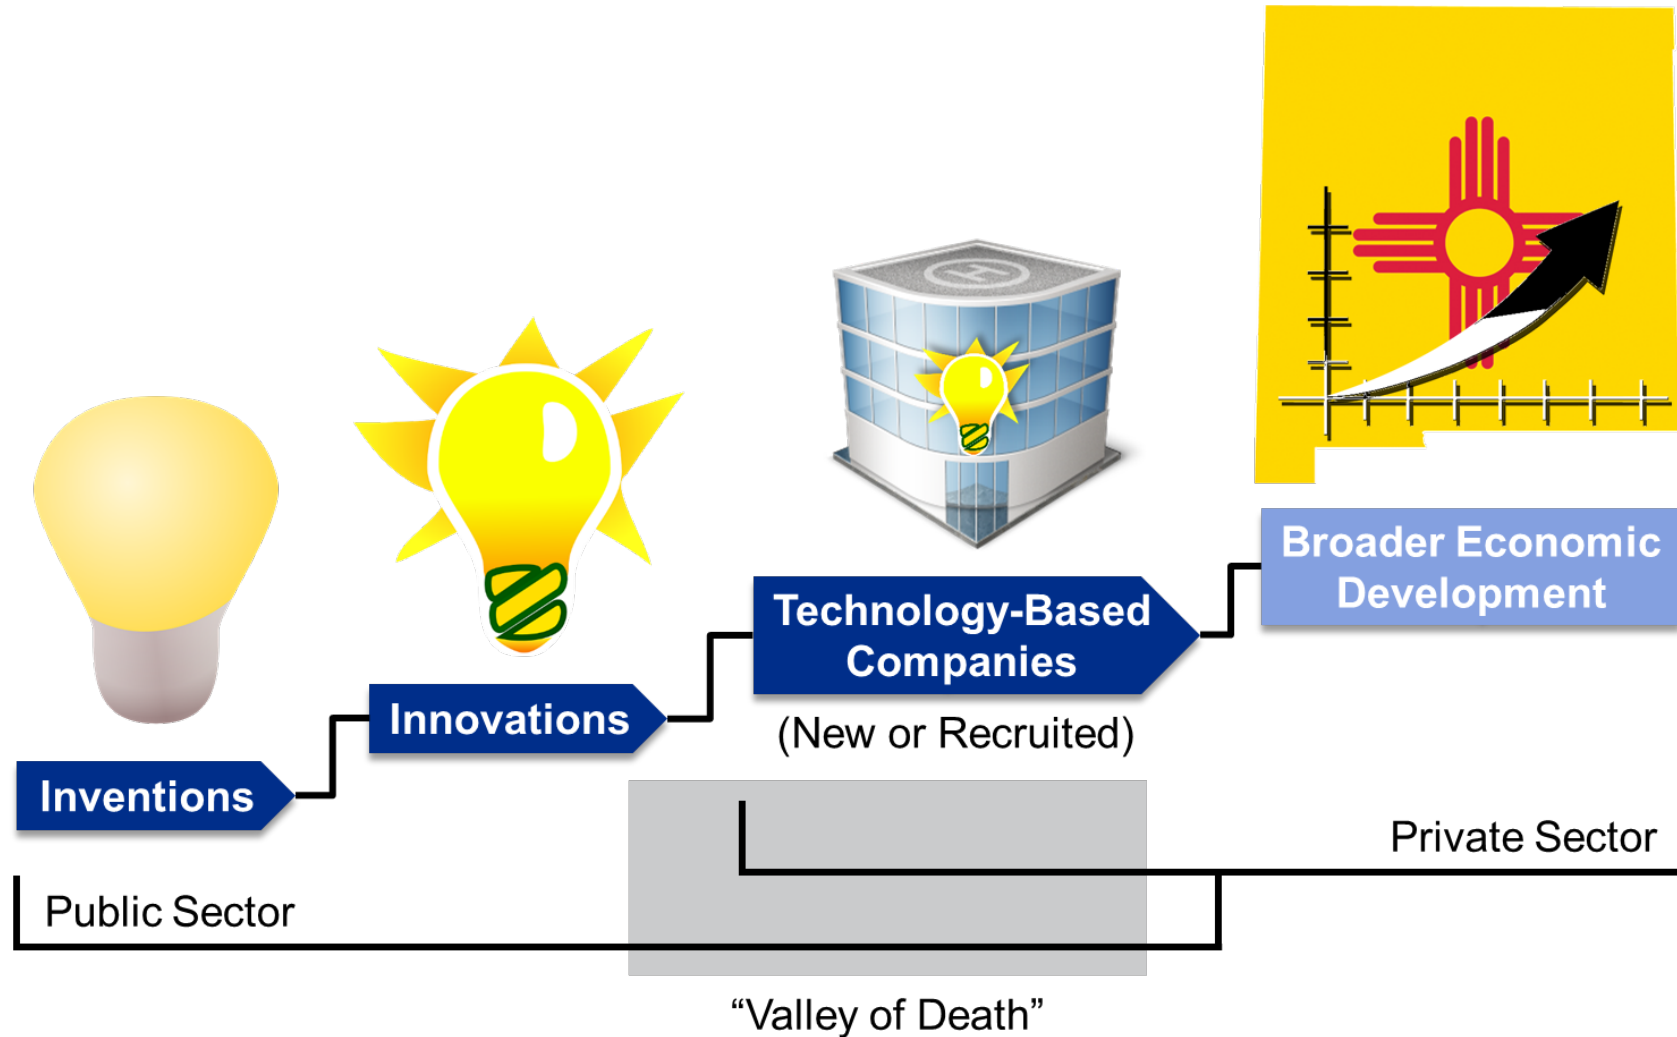 Inventions
Innovations
Technology-Based
Companies
(New or Recruited)
Broader Economic
Development
Private Sector
Public Sector
“Valley of Death”
H